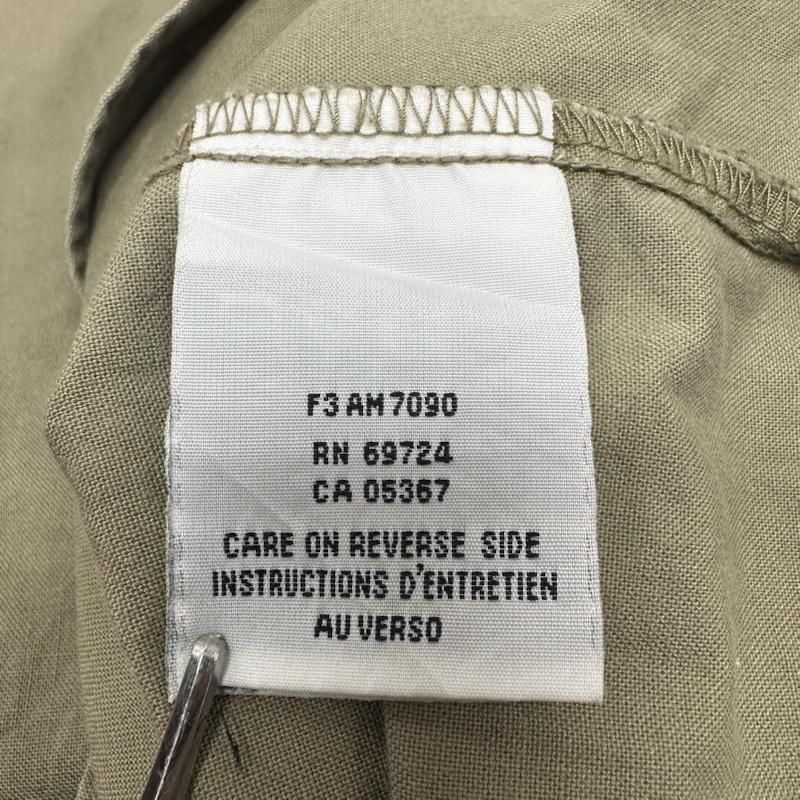 F3 AM 7090
RN 69724
CA 05367
CARE ON REVERSE SIDE
INSTRUCTIONS D'ENTRETIEN
AU VERSO